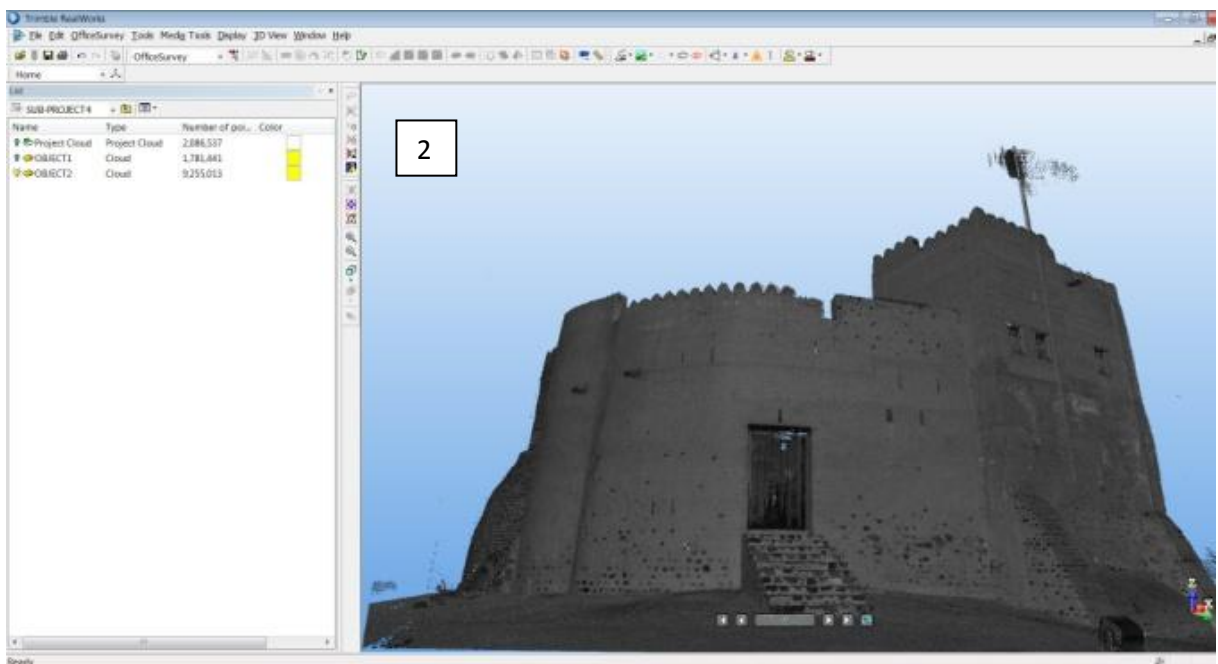 Trimble RealWorks
File Edit OfficeSurvey Tools Media Tools Display 3D View Window Help
OfficeSurvey
Home
List
SUB-PROJECT4
Name Type Number of poi... Color
Project Cloud Project Cloud 2,086,537
OBJECT1 Cloud 1,781,441
OBJECT2 Cloud 9,255,013
2
Z
X
Ready